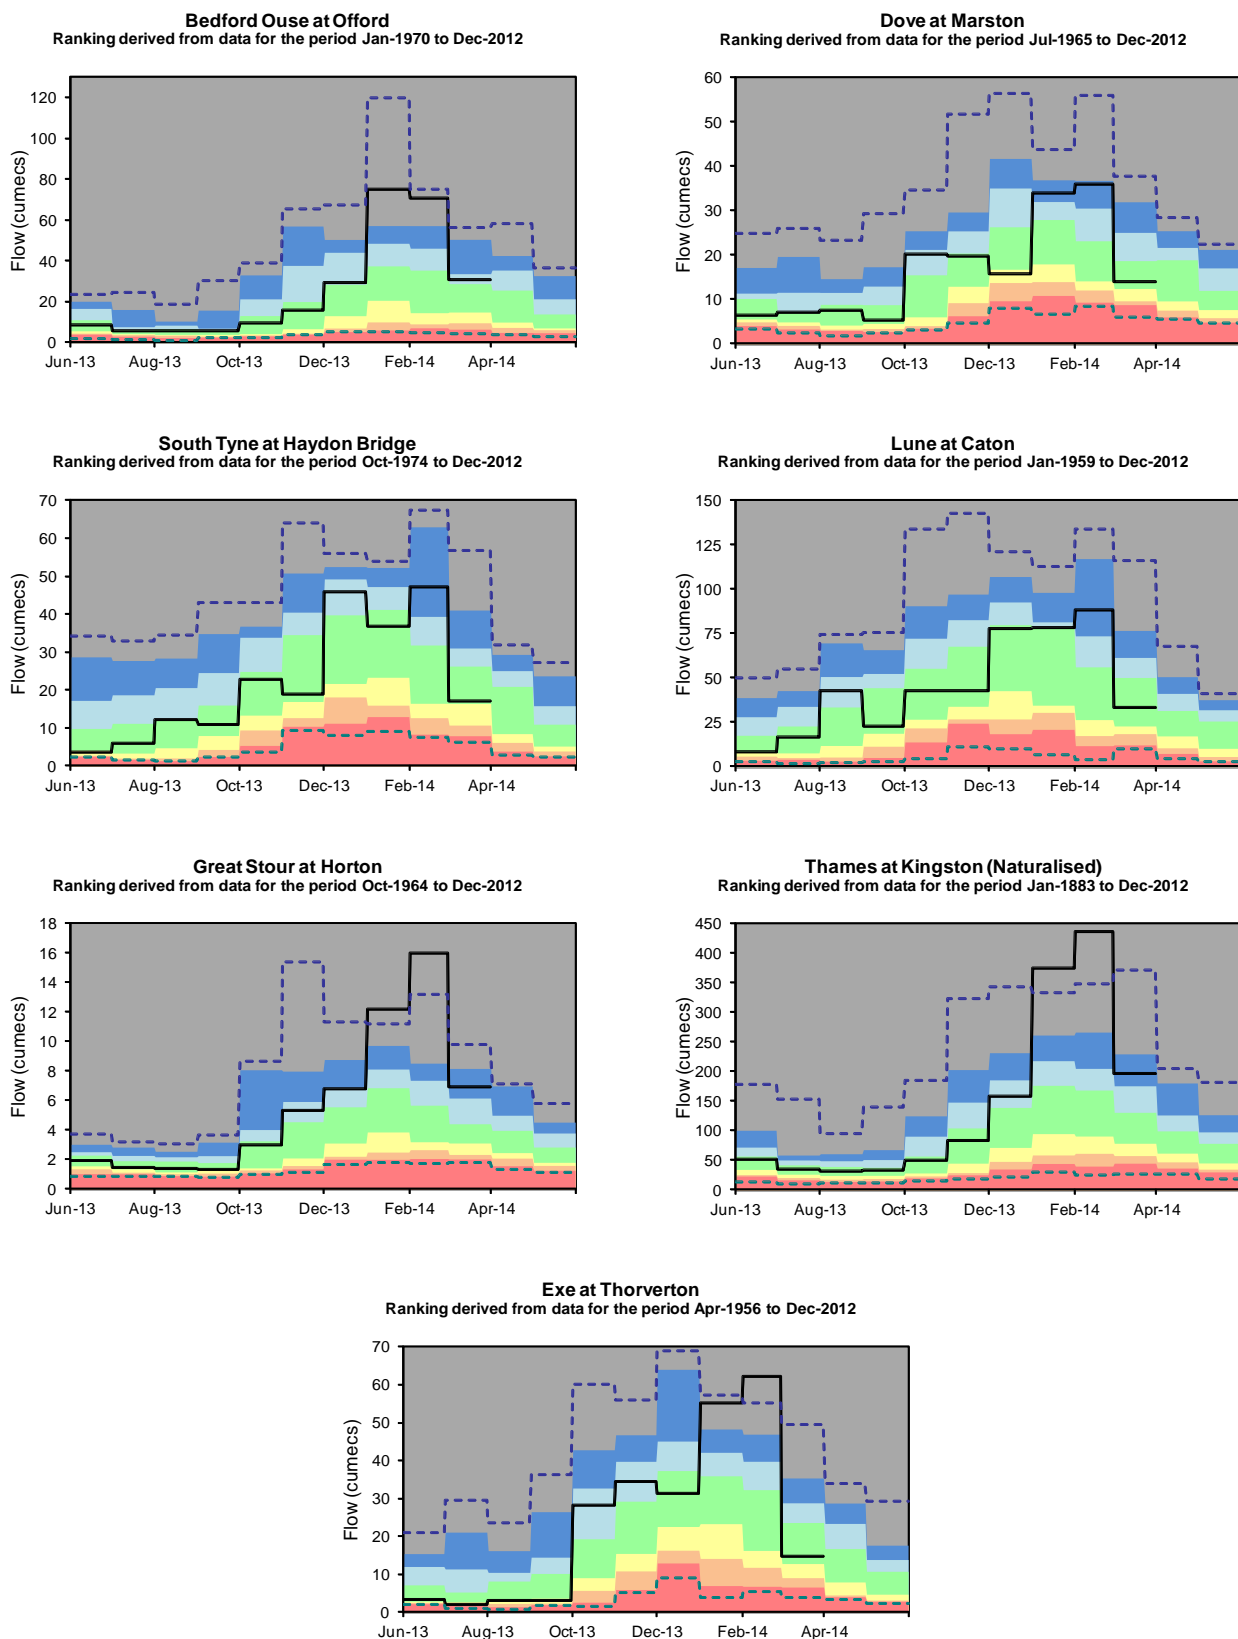 Bedford Ouse at Offord
Ranking derived from data for the period Jan-1970 to Dec-2012
Flow (cumecs)
120
100
80
60
40
20
0
Jun-13 Aug-13 Oct-13 Dec-13 Feb-14 Apr-14
Dove at Marston
Ranking derived from data for the period Jul-1965 to Dec-2012
Flow (cumecs)
60
50
40
30
20
10
0
Jun-13 Aug-13 Oct-13 Dec-13 Feb-14 Apr-14
South Tyne at Haydon Bridge
Ranking derived from data for the period Oct-1974 to Dec-2012
Flow (cumecs)
70
60
50
40
30
20
10
0
Jun-13 Aug-13 Oct-13 Dec-13 Feb-14 Apr-14
Lune at Caton
Ranking derived from data for the period Jan-1959 to Dec-2012
Flow (cumecs)
150
125
100
75
50
25
0
Jun-13 Aug-13 Oct-13 Dec-13 Feb-14 Apr-14
Great Stour at Horton
Ranking derived from data for the period Oct-1964 to Dec-2012
Flow (cumecs)
18
16
14
12
10
8
6
4
2
0
Jun-13 Aug-13 Oct-13 Dec-13 Feb-14 Apr-14
Thames at Kingston (Naturalised)
Ranking derived from data for the period Jan-1883 to Dec-2012
Flow (cumecs)
450
400
350
300
250
200
150
100
50
0
Jun-13 Aug-13 Oct-13 Dec-13 Feb-14 Apr-14
Exe at Thorverton
Ranking derived from data for the period Apr-1956 to Dec-2012
Flow (cumecs)
70
60
50
40
30
20
10
0
Jun-13 Aug-13 Oct-13 Dec-13 Feb-14 Apr-14